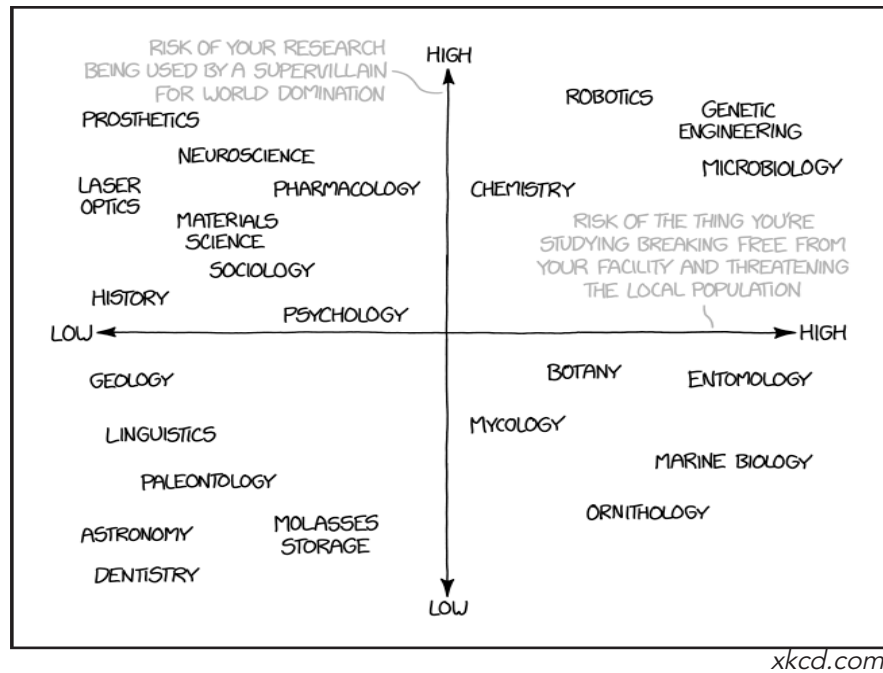 RISK OF YOUR RESEARCH
BEING USED BY A SUPERVILLAIN
FOR WORLD DOMINATION
HIGH
PROSTHETICS
ROBOTICS
GENETIC
ENGINEERING
NEUROSCIENCE
MICROBIOLOGY
LASER
OPTICS
PHARMACOLOGY
CHEMISTRY
MATERIALS
SCIENCE
RISK OF THE THING YOU'RE
STUDYING BREAKING FREE FROM
YOUR FACILITY AND THREATENING
THE LOCAL POPULATION
SOCIOLOGY
HISTORY
PSYCHOLOGY
LOW
HIGH
GEOLOGY
BOTANY
ENTOMOLOGY
LINGUISTICS
MYCOLOGY
MARINE BIOLOGY
PALEONTOLOGY
ORNITHOLOGY
ASTRONOMY
MOLASSES
STORAGE
DENTISTRY
LOW
xkcd.com